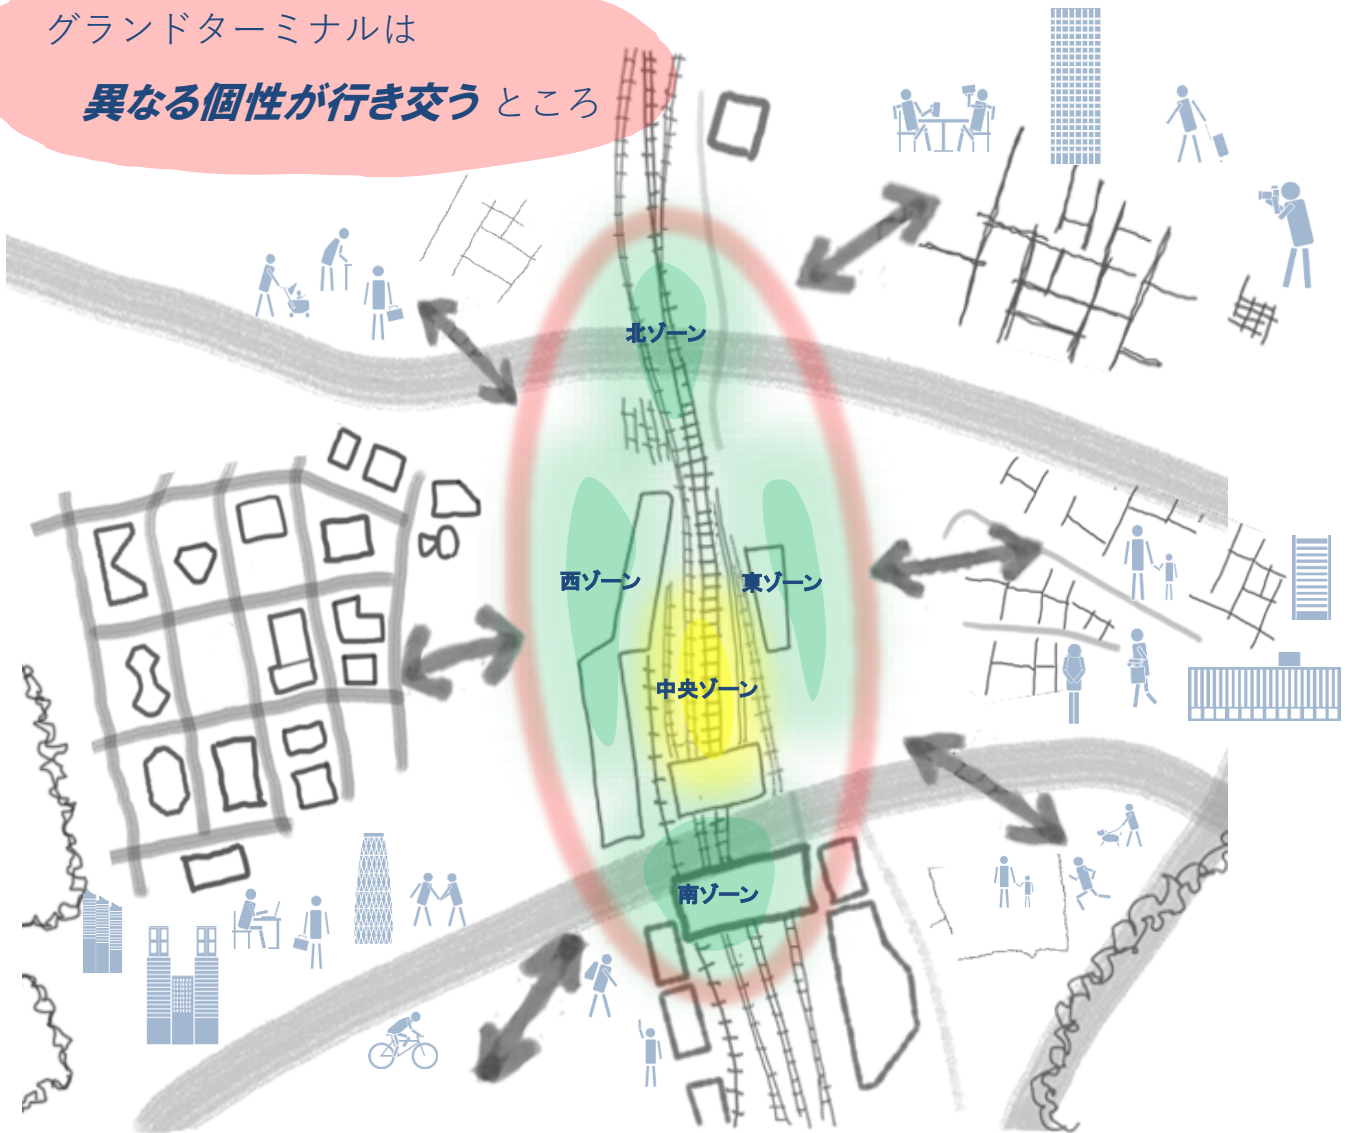 グランドターミナルは
異なる個性が行き交う ところ
北ゾーン
西ゾーン
東ゾーン
中央ゾーン
南ゾーン